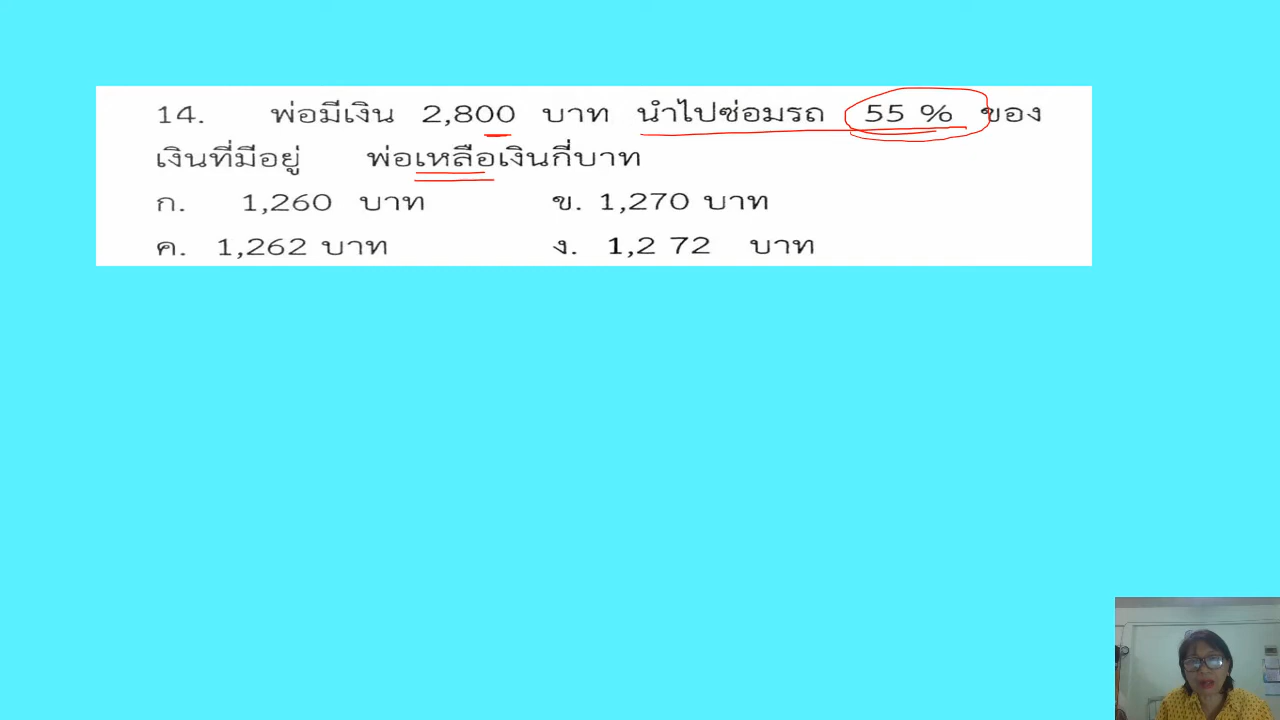 14. พ่อมีเงิน 2,800 บาท นำไปซ่อมรถ 55 % ของ
เงินที่มีอยู่ พ่อเหลือเงินกี่บาท
ก. 1,260 บาท ข. 1,270 บาท
ค. 1,262 บาท ง. 1,2 72 บาท